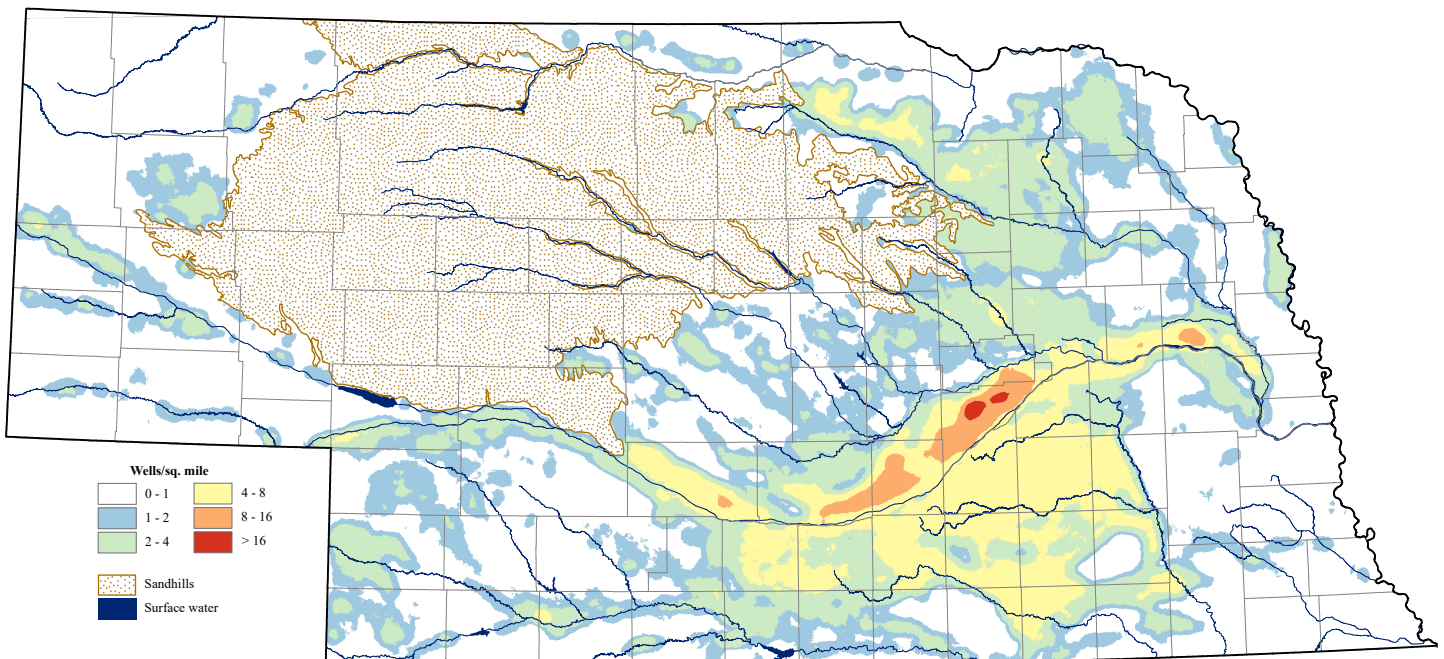 Wells/sq. mile
0 - 1
4 - 8
1 - 2
8 - 16
2 - 4
> 16
Sandhills
Surface water